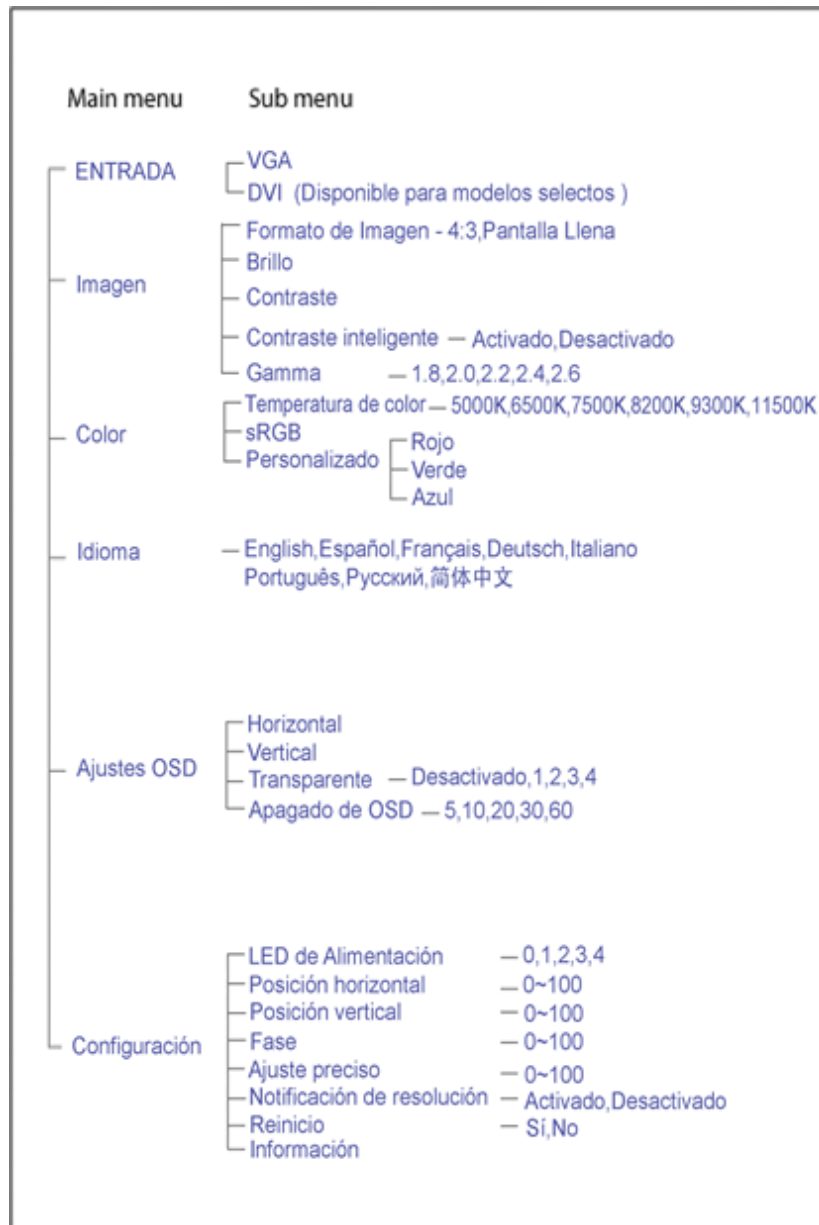 Main menu Sub menu
ENTRADA
VGA
DVI (Disponible para modelos selectos )
Imagen
Formato de Imagen - 4:3,Pantalla Llena
Brillo
Contraste
Contraste inteligente — Activado,Desactivado
Gamma — 1.8,2.0,2.2,2.4,2.6
Color
Temperatura de color — 5000K,6500K,7500K,8200K,9300K,11500K
sRGB
Personalizado
Rojo
Verde
Azul
Idioma — English,Español,Français,Deutsch,Italiano
Português,Русский,简体中文
Ajustes OSD
Horizontal
Vertical
Transparente — Desactivado,1,2,3,4
Apagado de OSD — 5,10,20,30,60
Configuración
LED de Alimentación — 0,1,2,3,4
Posición horizontal — 0~100
Posición vertical — 0~100
Fase — 0~100
Ajuste preciso — 0~100
Notificación de resolución — Activado,Desactivado
Reinicio — Sí,No
Información